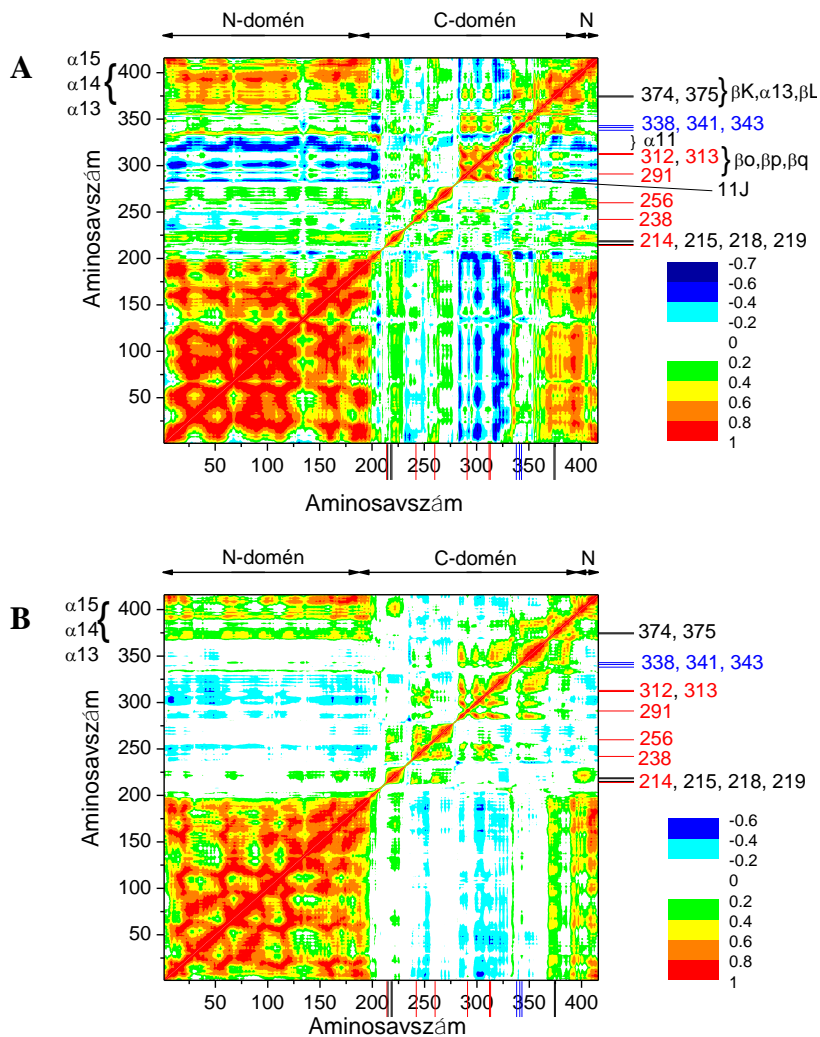 N-domén C-domén N
A
α15
α14
α13
{
400
350
300
250
200
150
100
50
Aminosavszám
50 100 150 200 250 300 350 400
Aminosavszám
374, 375 } βK,α13,βL
338, 341, 343
} α11
312, 313 } βo,βp,βq
291
11J
256
238
214, 215, 218, 219
-0.7
-0.6
-0.4
-0.2
0
0.2
0.4
0.6
0.8
1
N-domén C-domén N
B
α15
α14
α13
{
400
350
300
250
200
150
100
50
Aminosavszám
50 100 150 200 250 300 350 400
Aminosavszám
374, 375
338, 341, 343
312, 313
291
256
238
214, 215, 218, 219
-0.6
-0.4
-0.2
0
0.2
0.4
0.6
0.8
1